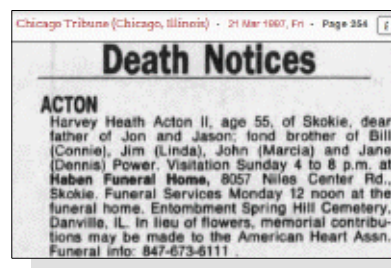 Chicago Tribune (Chicago, Illinois) · 21 Mar 1997, Fri · Page 254
Death Notices
ACTON
Harvey Heath Acton II, age 55, of Skokie, dear
father of Jon and Jason; fond brother of Bill
(Connie), Jim (Linda), John (Marcia) and Jane
(Dennis) Power. Visitation Sunday 4 to 8 p.m. at
Haben Funeral Home, 8057 Niles Center Rd.,
Skokie. Funeral Services Monday 12 noon at the
funeral home. Entombment Spring Hill Cemetery,
Danville, IL. In lieu of flowers, memorial contribu-
tions may be made to the American Heart Assn.
Funeral info: 847-673-6111